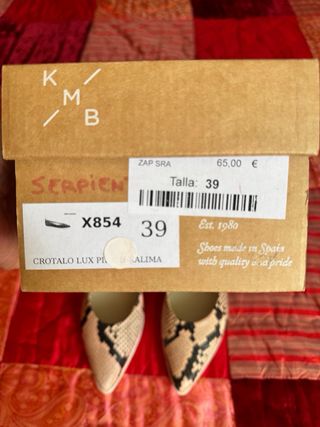 K
M
B
ZAP SRA 65,00 €
Talla: 39
X854 39
Est. 1980
CROTALO LUX
Shoes made in Spain
with quality and pride